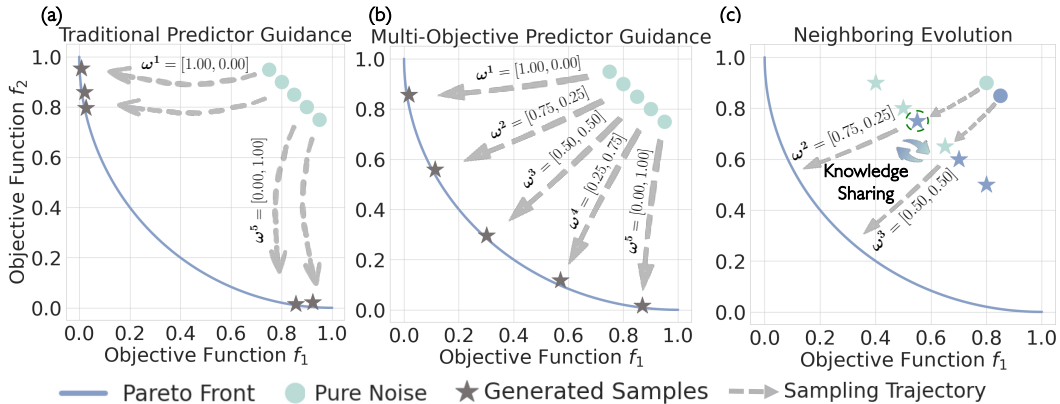 (a)
Traditional Predictor Guidance
ω¹ = [1.00, 0.00]
ω⁵ = [0.00, 1.00]
Objective Function f₂
1.0
0.8
0.6
0.4
0.2
0.0
0.0 0.2 0.4 0.6 0.8 1.0
Objective Function f₁
(b)
Multi-Objective Predictor Guidance
ω¹ = [1.00, 0.00]
ω² = [0.75, 0.25]
ω³ = [0.50, 0.50]
ω⁴ = [0.25, 0.75]
ω⁵ = [0.00, 1.00]
1.0
0.8
0.6
0.4
0.2
0.0
0.0 0.2 0.4 0.6 0.8 1.0
Objective Function f₁
(c)
Neighboring Evolution
ω² = [0.75, 0.25]
Knowledge
Sharing
ω³ = [0.50, 0.50]
1.0
0.8
0.6
0.4
0.2
0.0
0.0 0.2 0.4 0.6 0.8 1.0
Objective Function f₁
Pareto Front Pure Noise Generated Samples Sampling Trajectory